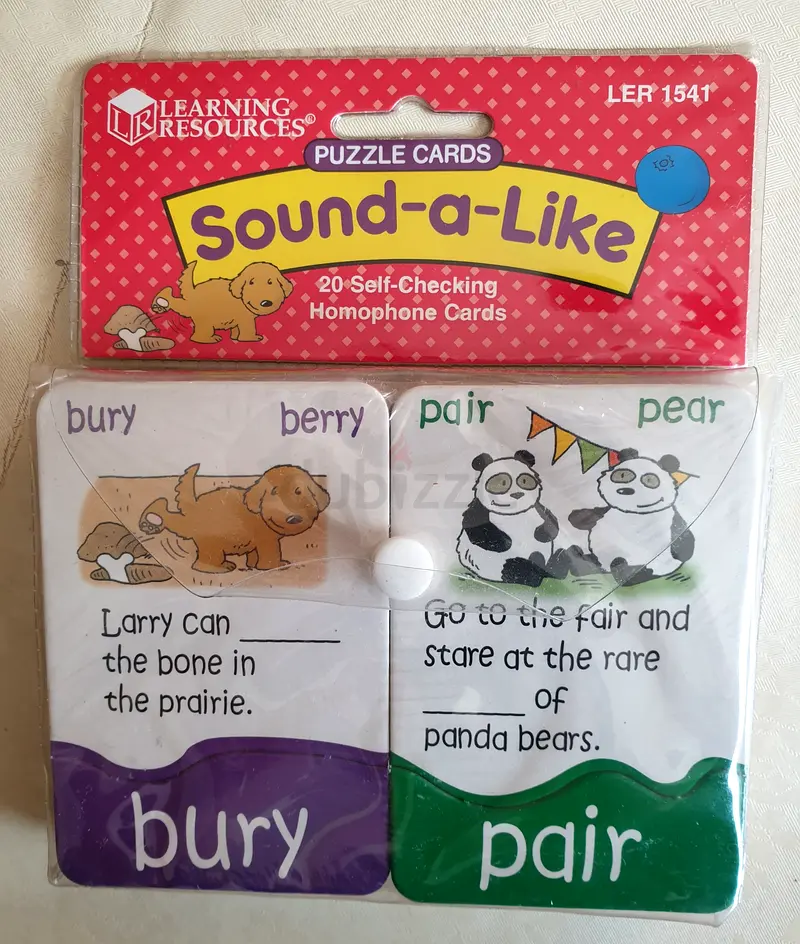 LEARNING
RESOURCES®
LER 1541
PUZZLE CARDS
Sound-a-Like
20 Self-Checking
Homophone Cards
bury berry
Larry can ______
the bone in
the prairie.
bury
pair pear
Go to the fair and
stare at the rare
______ of
panda bears.
pair
dubizzle